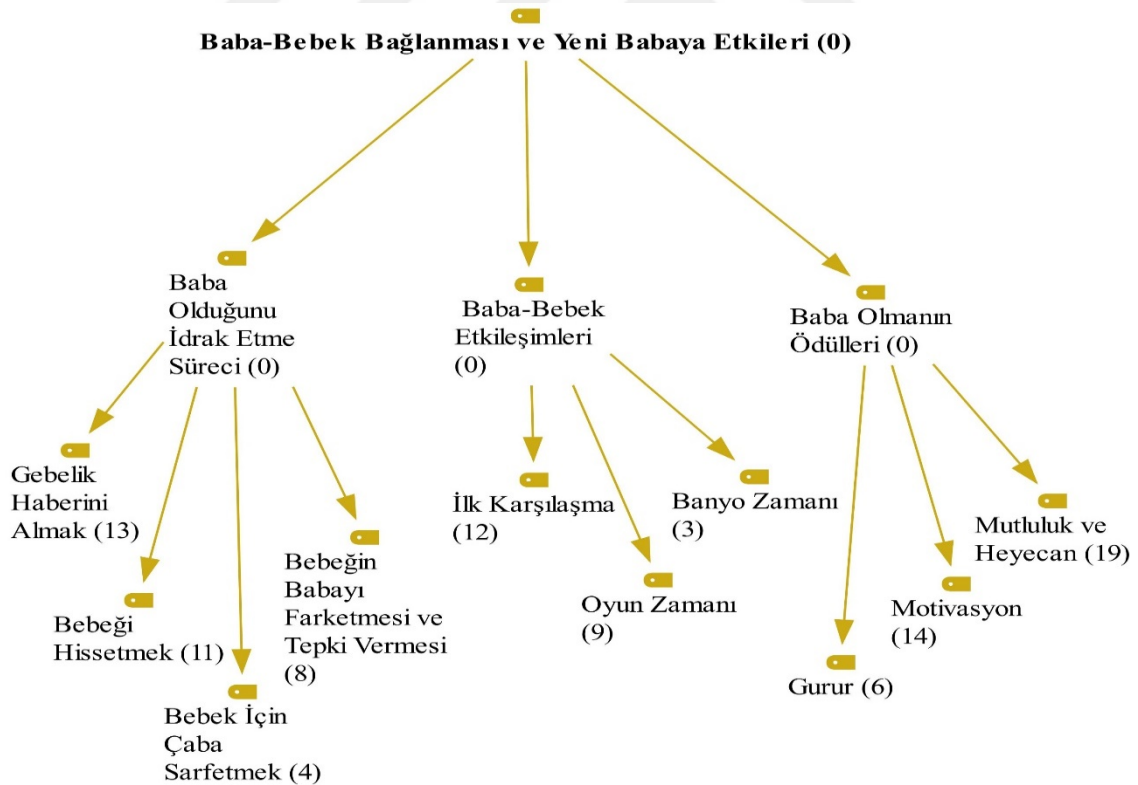 Baba-Bebek Bağlanması ve Yeni Babaya Etkileri (0)
Baba
Olduğunu
İdrak Etme
Süreci (0)
Baba-Bebek
Etkileşimleri
(0)
Baba Olmanın
Ödülleri (0)
Gebelik
Haberini
Almak (13)
Bebeği
Hissetmek (11)
Bebek İçin
Çaba
Sarfetmek (4)
Bebeğin
Babayı
Farketmesi ve
Tepki Vermesi
(8)
İlk Karşılaşma
(12)
Oyun Zamanı
(9)
Banyo Zamanı
(3)
Gurur (6)
Motivasyon
(14)
Mutluluk ve
Heyecan (19)